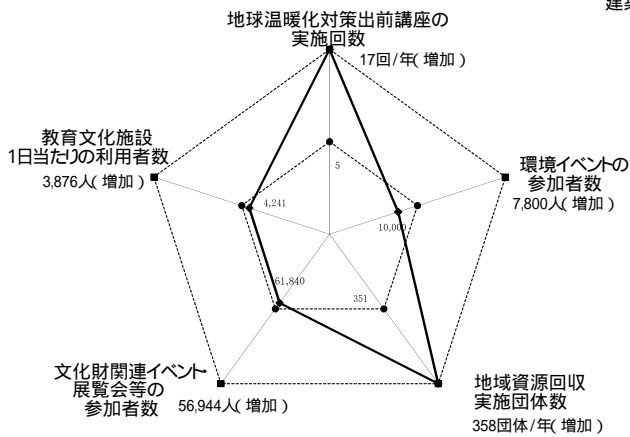 建築
地球温暖化対策出前講座の
実施回数
17回/年(増加)
5
教育文化施設
1日当たりの利用者数
3,876人(増加)
4,241
環境イベントの
参加者数
7,800人(増加)
10,000
61,840
351
文化財関連イベント・
展覧会等の
参加者数
56,944人(増加)
地域資源回収
実施団体数
358団体/年(増加)